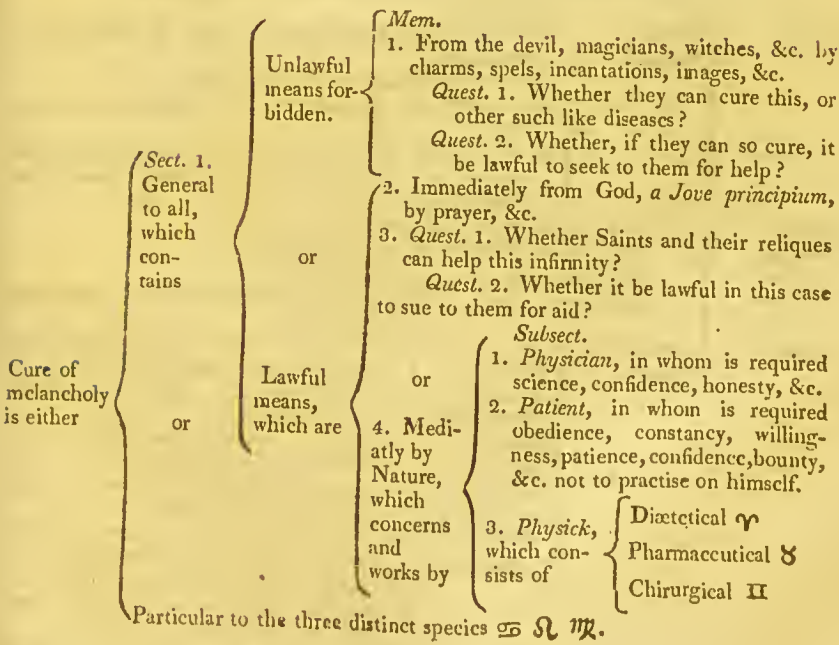 Cure of
melancholy
is either
Sect. 1.
General
to all,
which
con-
tains
or
Unlawful
means for-
bidden.
Mem.
1. From the devil, magicians, witches, &c. by
charms, spels, incantations, images, &c.
Quest. 1. Whether they can cure this, or
other such like diseases?
Quest. 2. Whether, if they can so cure, it
be lawful to seek to them for help?
or
Lawful
means,
which are
2. Immediately from God, a Jove principium,
by prayer, &c.
3. Quest. 1. Whether Saints and their reliques
can help this infirmity?
Quest. 2. Whether it be lawful in this case
to sue to them for aid?
or
4. Medi-
atly by
Nature,
which
concerns
and
works by
Subsect.
1. Physician, in whom is required
science, confidence, honesty, &c.
2. Patient, in whom is required
obedience, constancy, willing-
ness, patience, confidence, bounty,
&c. not to practise on himself.
3. Physick,
which con-
sists of
Diætetical ♈
Pharmaceutical ♉
Chirurgical ♊
Particular to the three distinct species ♋ ♌ ♍.